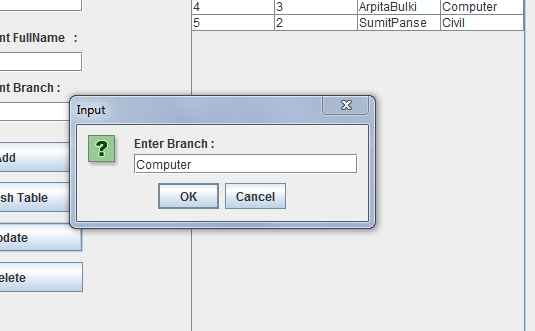 4 3 ArpitaBulki Computer
5 2 SumitPanse Civil
nt FullName :
nt Branch :
Input
?
Enter Branch :
Computer
Add
OK Cancel
sh Table
pdate
elete